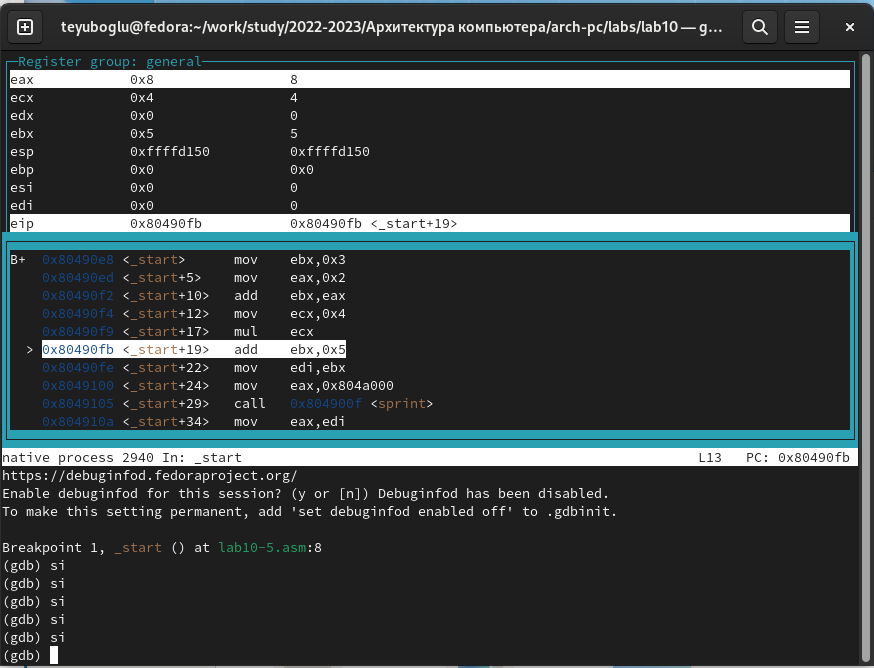 teyuboglu@fedora:~/work/study/2022-2023/Архитектура компьютера/arch-pc/labs/lab10 — g...
Register group: general
eax 0x8 8
ecx 0x4 4
edx 0x0 0
ebx 0x5 5
esp 0xffffd150 0xffffd150
ebp 0x0 0x0
esi 0x0 0
edi 0x0 0
eip 0x80490fb 0x80490fb <_start+19>
B+ 0x80490e8 <_start> mov ebx,0x3
0x80490ed <_start+5> mov eax,0x2
0x80490f2 <_start+10> add ebx,eax
0x80490f4 <_start+12> mov ecx,0x4
0x80490f9 <_start+17> mul ecx
> 0x80490fb <_start+19> add ebx,0x5
0x80490fe <_start+22> mov edi,ebx
0x8049100 <_start+24> mov eax,0x804a000
0x8049105 <_start+29> call 0x804900f <sprint>
0x804910a <_start+34> mov eax,edi
native process 2940 In: _start L13 PC: 0x80490fb
https://debuginfod.fedoraproject.org/
Enable debuginfod for this session? (y or [n]) Debuginfod has been disabled.
To make this setting permanent, add 'set debuginfod enabled off' to .gdbinit.
Breakpoint 1, _start () at lab10-5.asm:8
(gdb) si
(gdb) si
(gdb) si
(gdb) si
(gdb) si
(gdb)